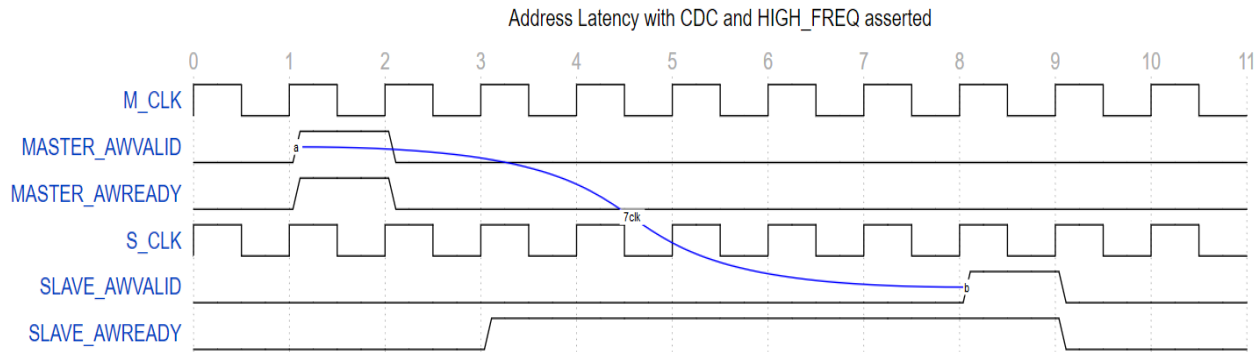 Address Latency with CDC and HIGH_FREQ asserted
0 1 2 3 4 5 6 7 8 9 10 11
M_CLK
MASTER_AWVALID
a
MASTER_AWREADY
7clk
S_CLK
SLAVE_AWVALID
b
SLAVE_AWREADY